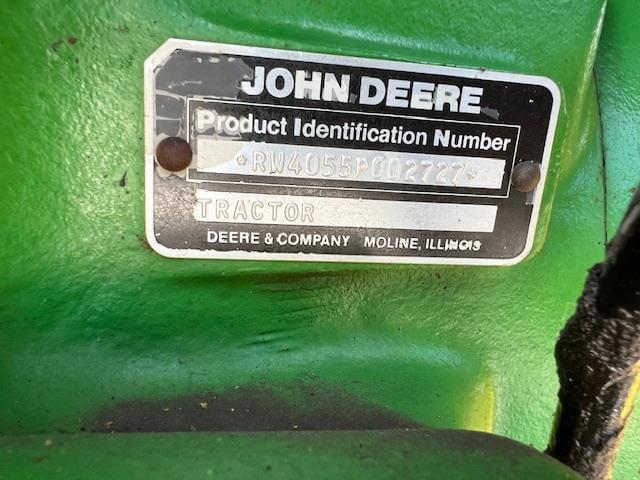 JOHN DEERE
Product Identification Number
*RW4055P002727*
TRACTOR
DEERE & COMPANY MOLINE, ILLINOIS